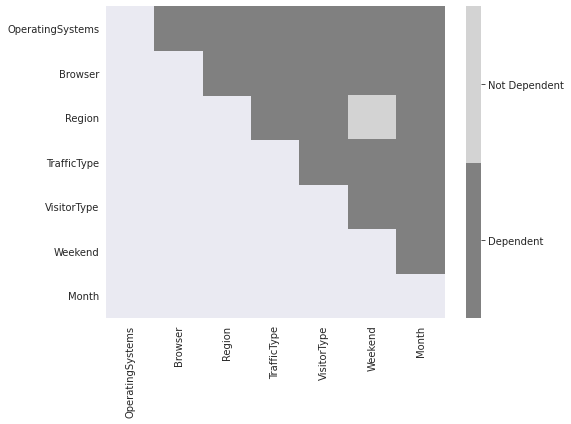 OperatingSystems
Browser
Region
TrafficType
VisitorType
Weekend
Month
OperatingSystems
Browser
Region
TrafficType
VisitorType
Weekend
Month
Not Dependent
Dependent